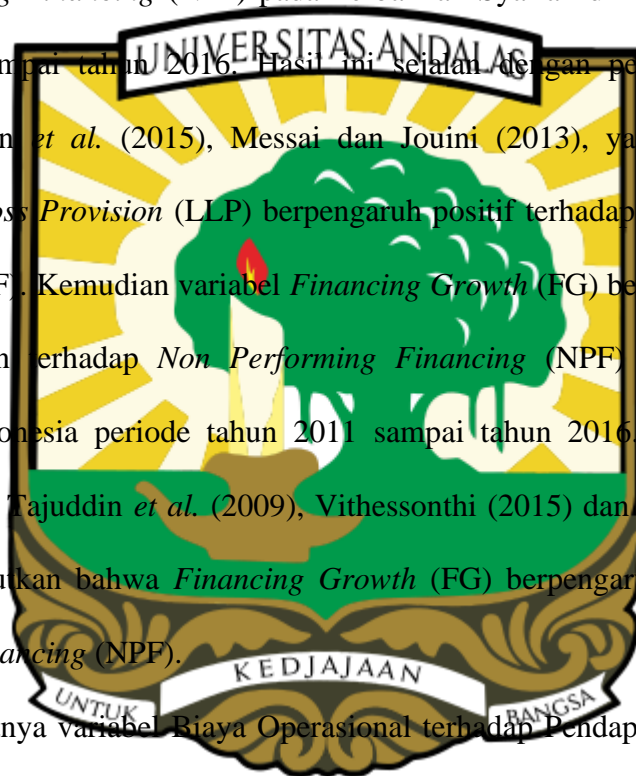 pada
UNIVERSITAS ANDALAS
mpai tahun 2016. Hasil ini sejalan dengan pe
n et al. (2015), Messai dan Jouini (2013), ya
oss Provision (LLP) berpengaruh positif terhadap
F). Kemudian variabel Financing Growth (FG) be
n terhadap Non Performing Financing (NPF)
onesia periode tahun 2011 sampai tahun 2016.
Tajuddin et al. (2009), Vithessonthi (2015) dan
utkan bahwa Financing Growth (FG) berpengar
ancing (NPF).
KEDJAJAAN
UNTUK BANGSA
nya variabel Biaya Operasional terhadap Pendap